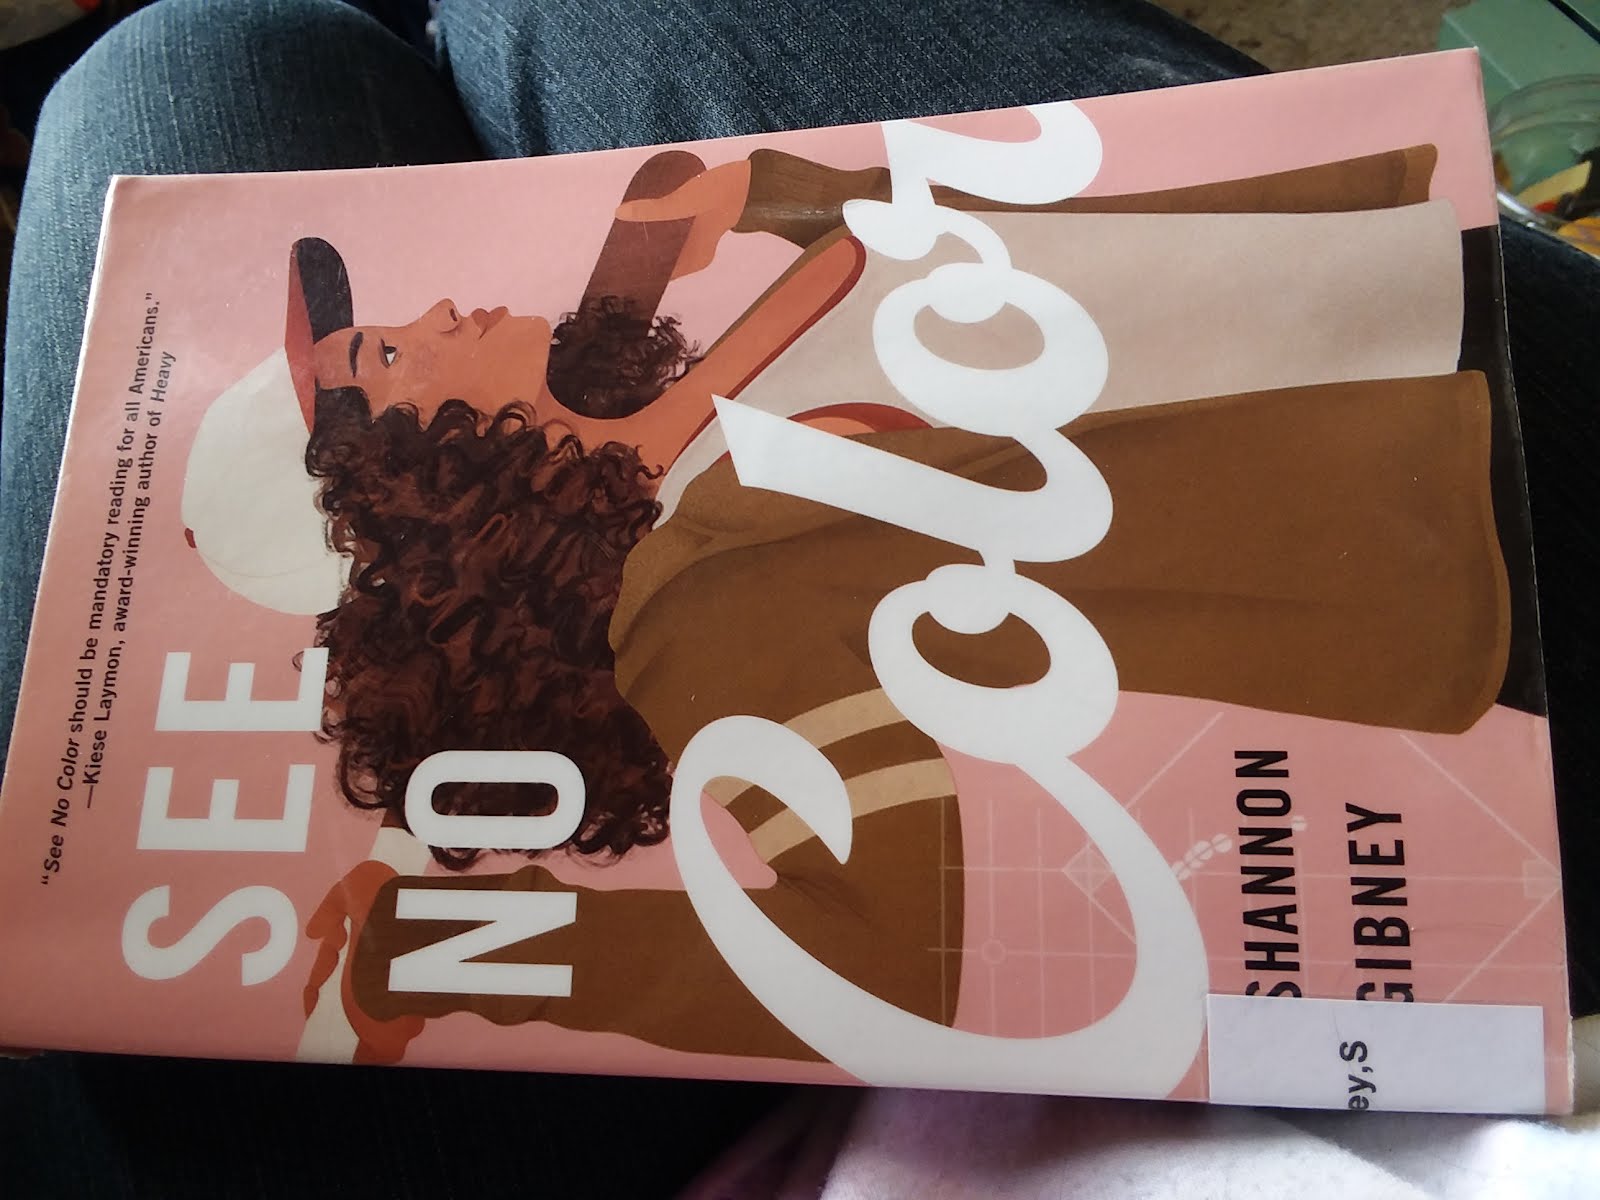 “See No Color should be mandatory reading for all Americans.”
—Kiese Laymon, award-winning author of Heavy
SEE
NO
Color
SHANNON
GIBNEY
ey,S